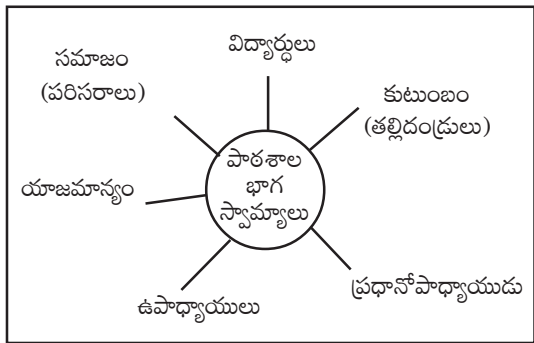 విద్యార్థులు
సమాజం
(పరిసరాలు)
కుటుంబం
(తల్లిదండ్రులు)
పాఠశాల
భాగ
స్వామ్యాలు
యాజమాన్యం
ప్రధానోపాధ్యాయుడు
ఉపాధ్యాయులు